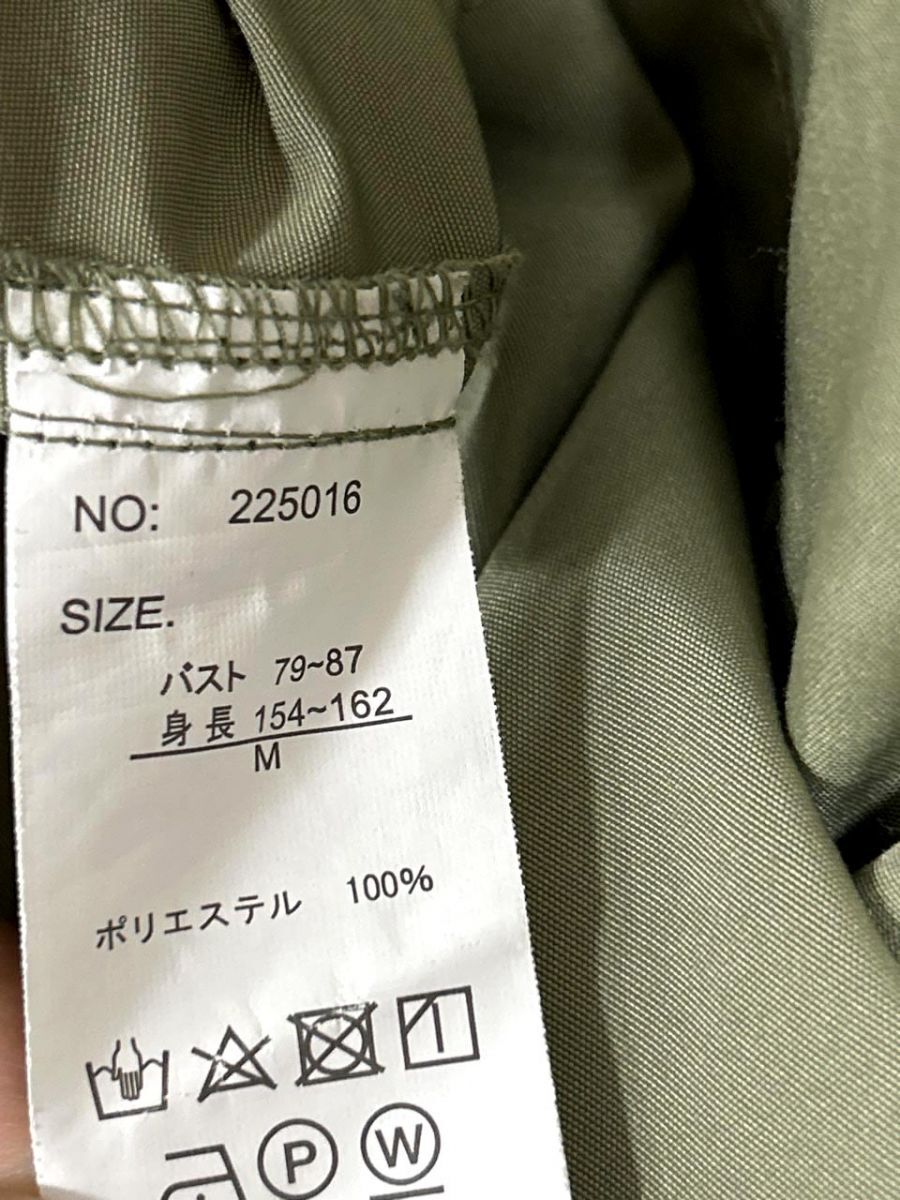 NO: 225016
SIZE.
バスト 79~87
身長 154~162
M
ポリエステル 100%
P W